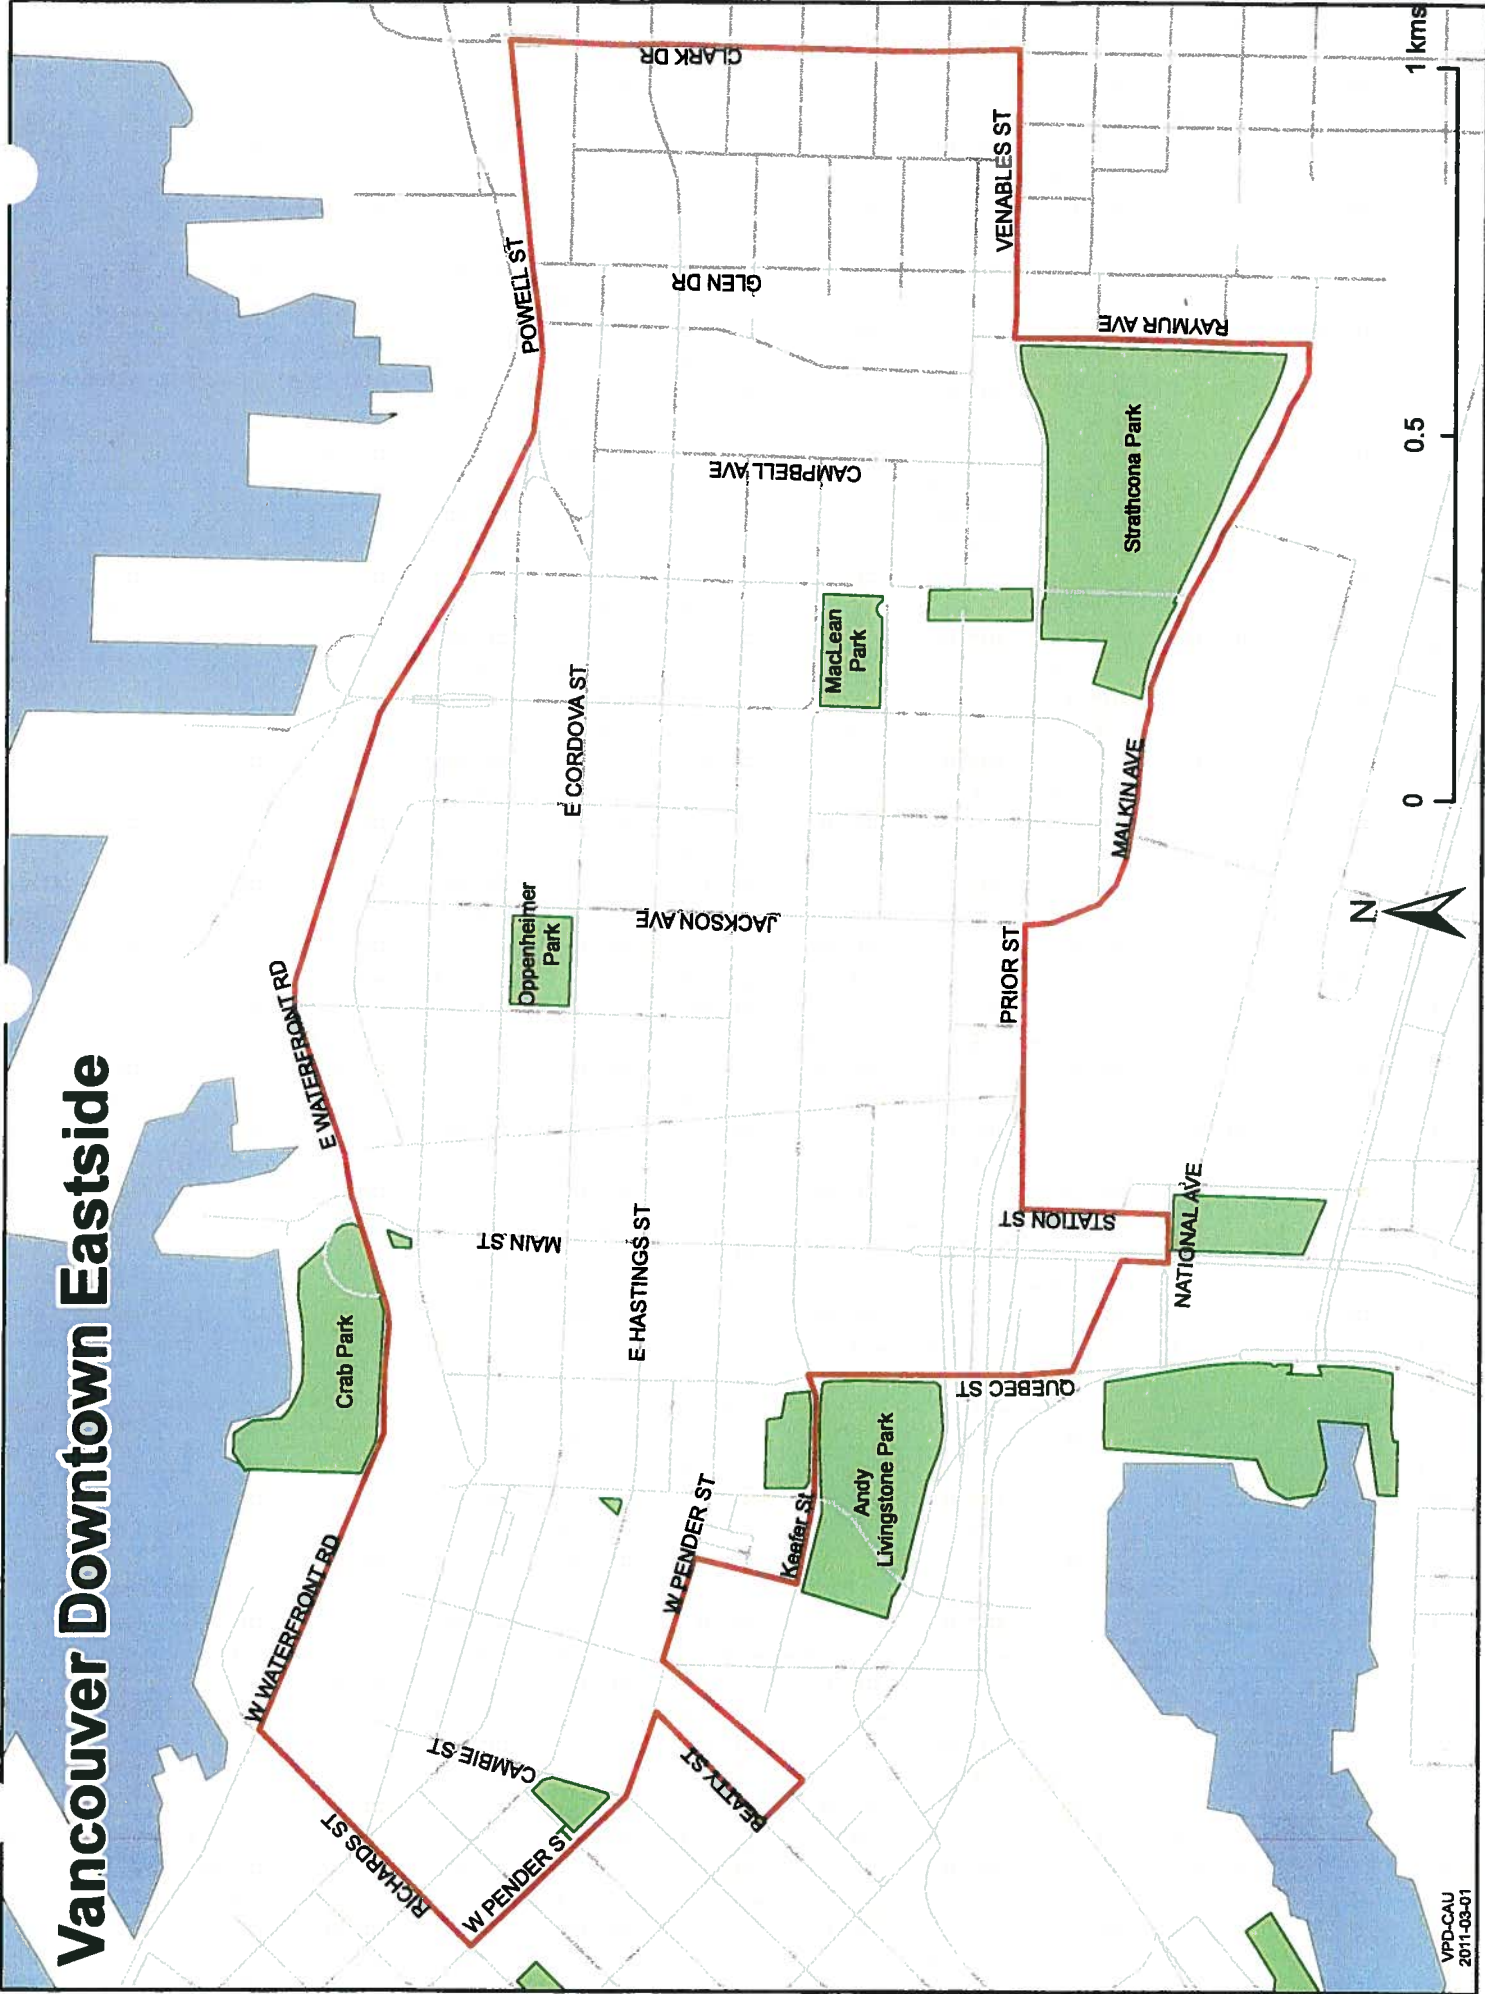 Vancouver Downtown Eastside
W WATERFRONT RD
E WATERFRONT RD
POWELL ST
CLARK DR
RICHARDS ST
CAMBIE ST
W PENDER ST
BEATTY ST
W PENDER ST
Keefer St
Crab Park
MAIN ST
E HASTINGS ST
Oppenheimer
Park
E CORDOVA ST
JACKSON AVE
CAMPBELL AVE
GLEN DR
MacLean
Park
VENABLES ST
RAYMUR AVE
Strathcona Park
MALKIN AVE
PRIOR ST
STATION ST
NATIONAL AVE
QUEBEC ST
Andy
Livingstone Park
N
0
0.5
1 kms
VPD-CAU
2011-03-01